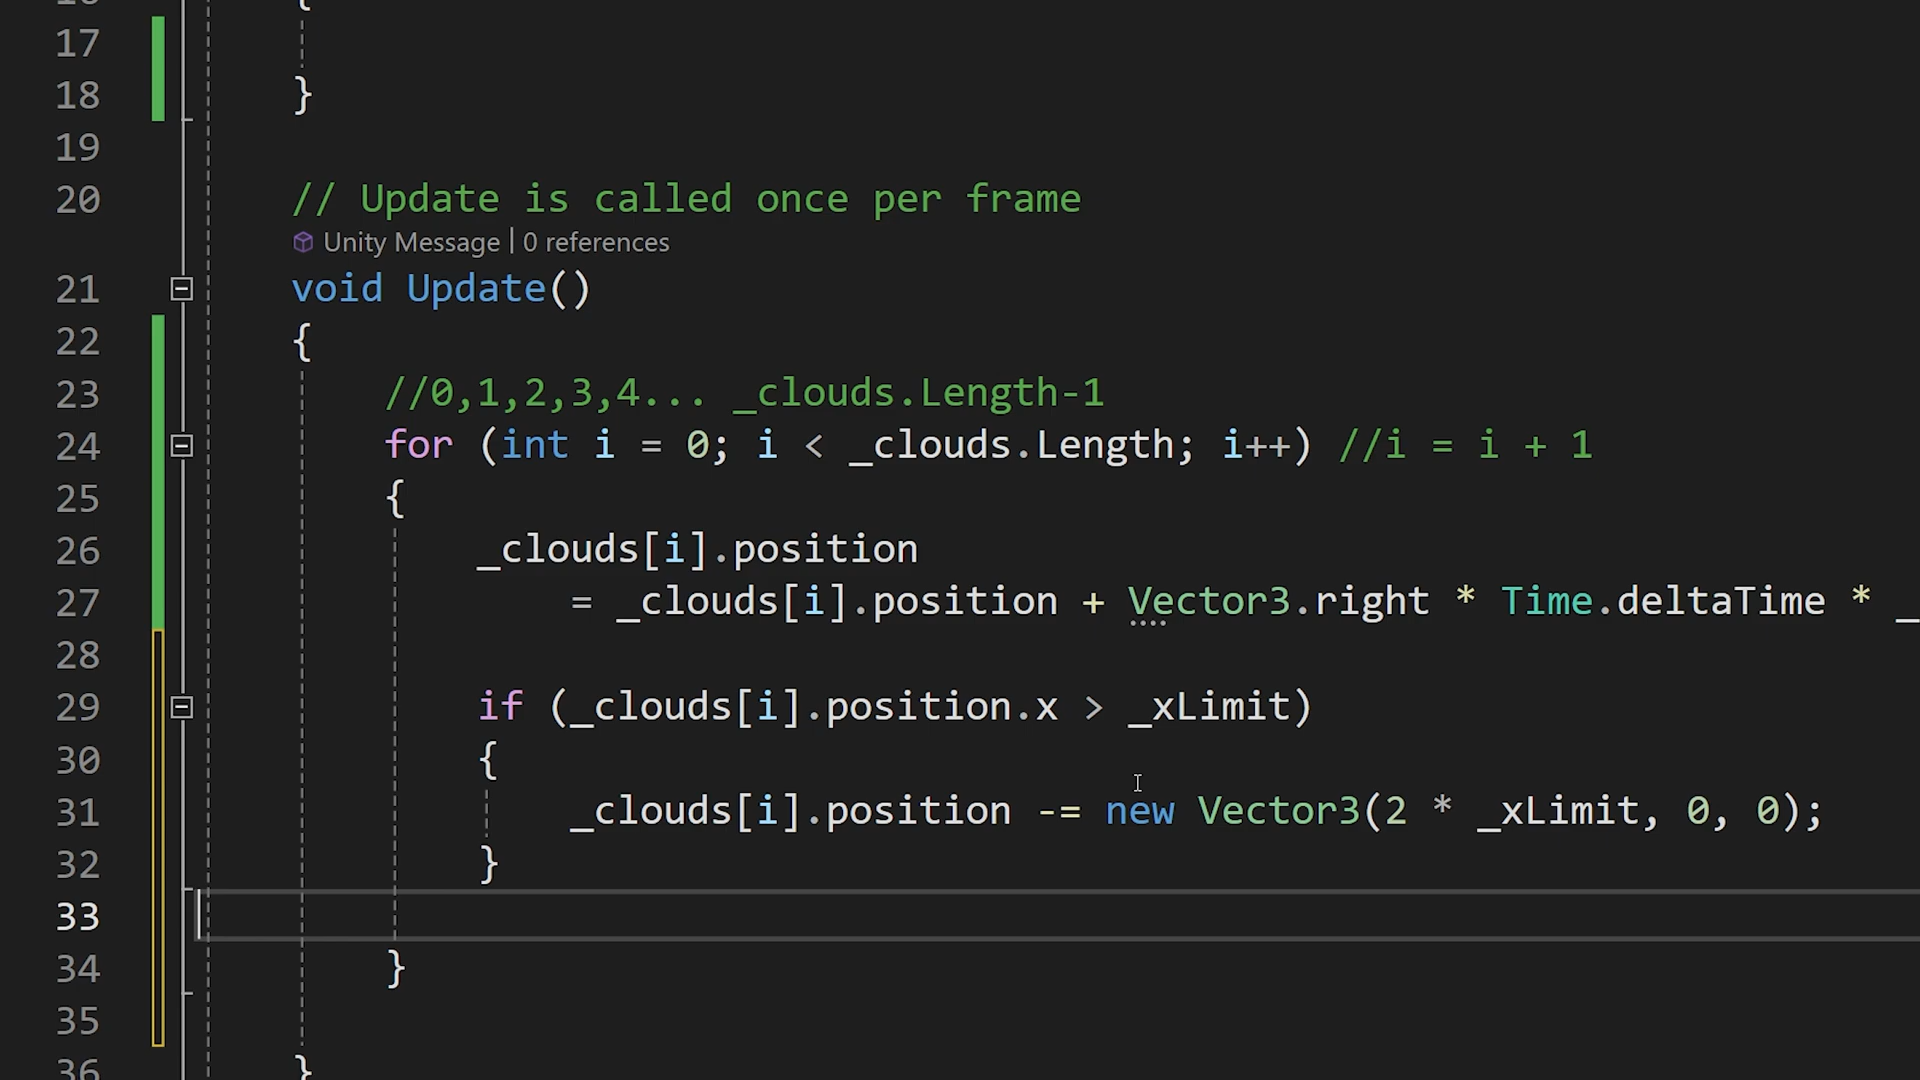 16 {
17
18 }
19
20 // Update is called once per frame
Unity Message | 0 references
21 void Update()
22 {
23 //0,1,2,3,4... _clouds.Length-1
24 for (int i = 0; i < _clouds.Length; i++) //i = i + 1
25 {
26 _clouds[i].position
27 = _clouds[i].position + Vector3.right * Time.deltaTime * _
28
29 if (_clouds[i].position.x > _xLimit)
30 {
31 _clouds[i].position -= new Vector3(2 * _xLimit, 0, 0);
32 }
33
34 }
35
36 }